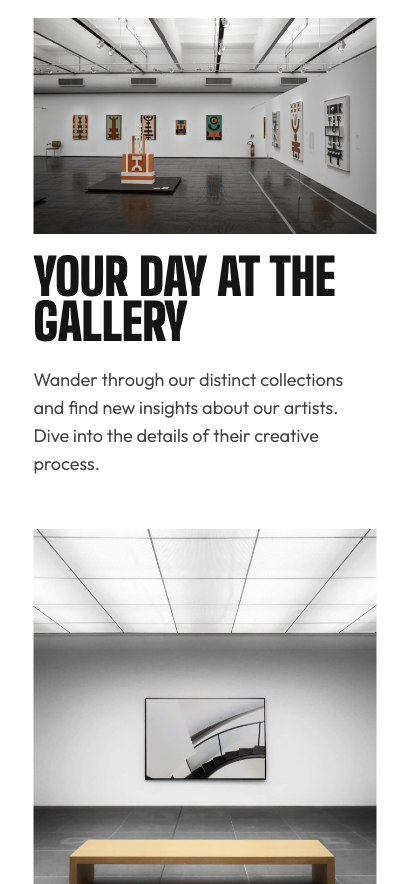 YOUR DAY AT THE
GALLERY
Wander through our distinct collections
and find new insights about our artists.
Dive into the details of their creative
process.